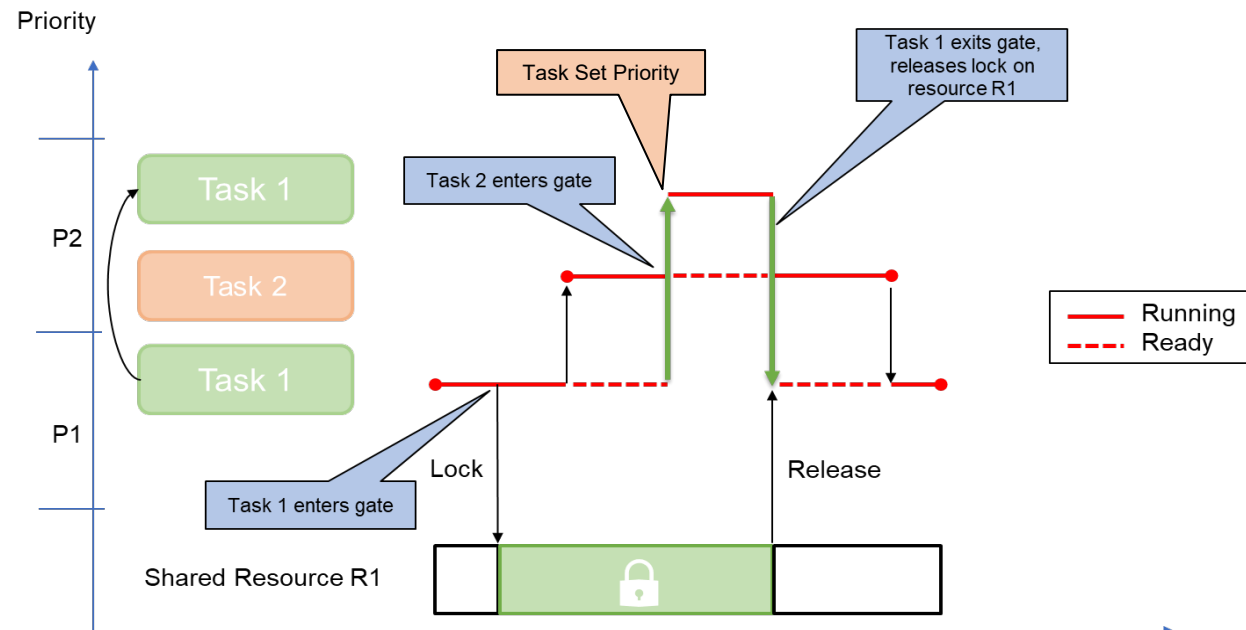 Priority
Task 1 exits gate,
releases lock on
resource R1
Task Set Priority
Task 1
Task 2 enters gate
P2
Task 2
Running
Ready
Task 1
P1
Lock
Release
Task 1 enters gate
Shared Resource R1